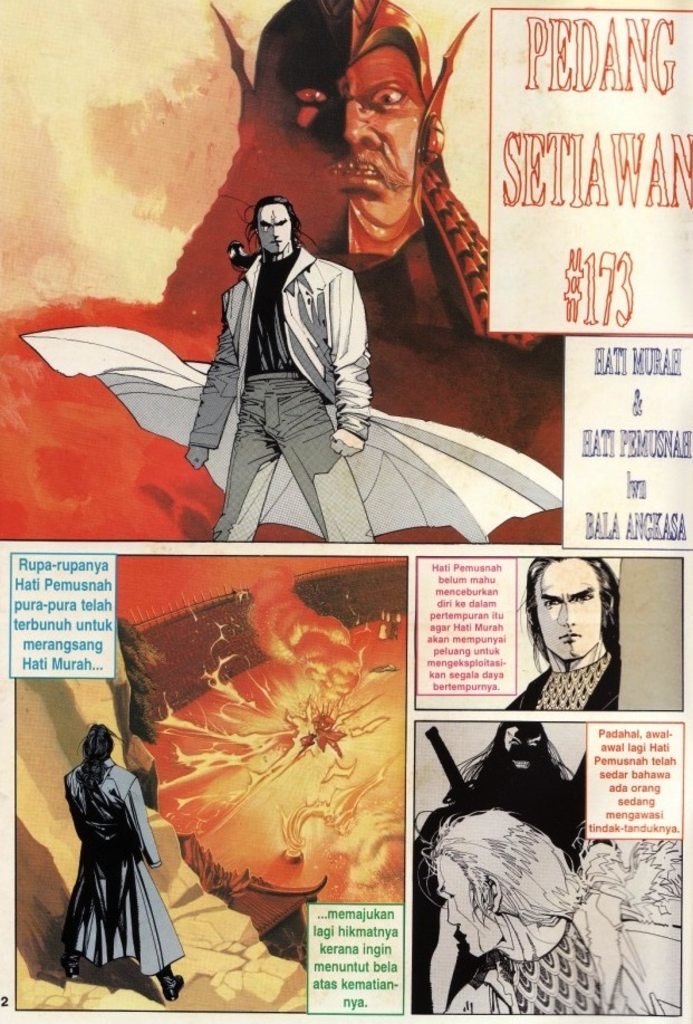 PEDANG
SETIAWAN
#173
HATI MURAH
&
HATI PEMUSNAH
lwn
BALA ANGKASA
Rupa-rupanya
Hati Pemusnah
pura-pura telah
terbunuh untuk
merangsang
Hati Murah...
...memajukan
lagi hikmatnya
kerana ingin
menuntut bela
atas kematian-
nya.
Hati Pemusnah
belum mahu
menceburkan
diri ke dalam
pertempuran itu
agar Hati Murah
akan mempunyai
peluang untuk
mengeksploitasi-
kan segala daya
bertempurnya.
Padahal, awal-
awal lagi Hati
Pemusnah telah
sedar bahawa
ada orang
sedang
mengawasi
tindak-tanduknya.
2